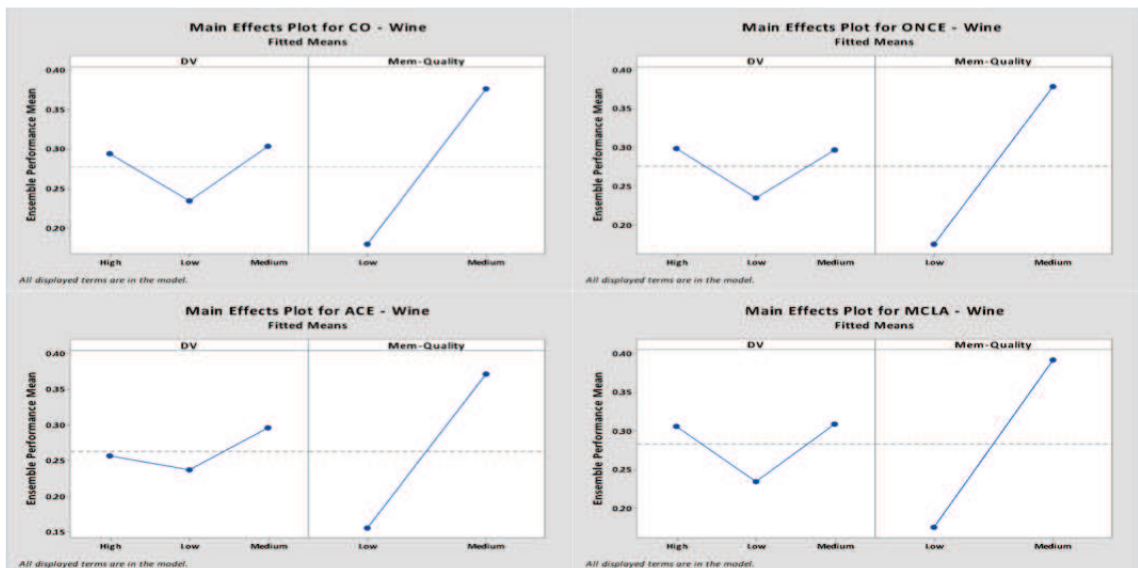 Main Effects Plot for CO - Wine
Fitted Means
DV
Mem-Quality
Ensemble Performance Mean
0.40
0.35
0.30
0.25
0.20
High
Low
Medium
Low
Medium
All displayed terms are in the model.
Main Effects Plot for ONCE - Wine
Fitted Means
DV
Mem-Quality
Ensemble Performance Mean
0.40
0.35
0.30
0.25
0.20
High
Low
Medium
Low
Medium
All displayed terms are in the model.
Main Effects Plot for ACE - Wine
Fitted Means
DV
Mem-Quality
Ensemble Performance Mean
0.40
0.35
0.30
0.25
0.20
0.15
High
Low
Medium
Low
Medium
All displayed terms are in the model.
Main Effects Plot for MCLA - Wine
Fitted Means
DV
Mem-Quality
Ensemble Performance Mean
0.40
0.35
0.30
0.25
0.20
High
Low
Medium
Low
Medium
All displayed terms are in the model.